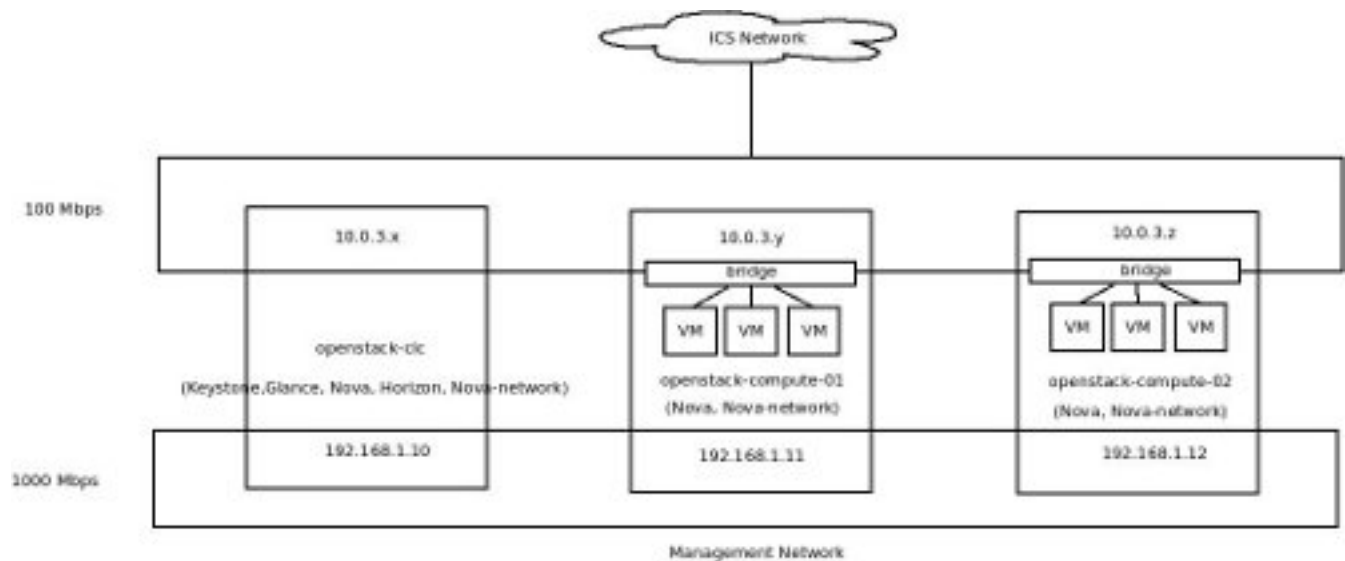 ICS Network
100 Mbps
10.0.3.x
10.0.3.y
10.0.3.z
bridge
bridge
VM VM VM
VM VM VM
openstack-clc
(Keystone,Glance, Nova, Horizon, Nova-network)
openstack-compute-01
(Nova, Nova-network)
openstack-compute-02
(Nova, Nova-network)
1000 Mbps
192.168.1.10
192.168.1.11
192.168.1.12
Management Network